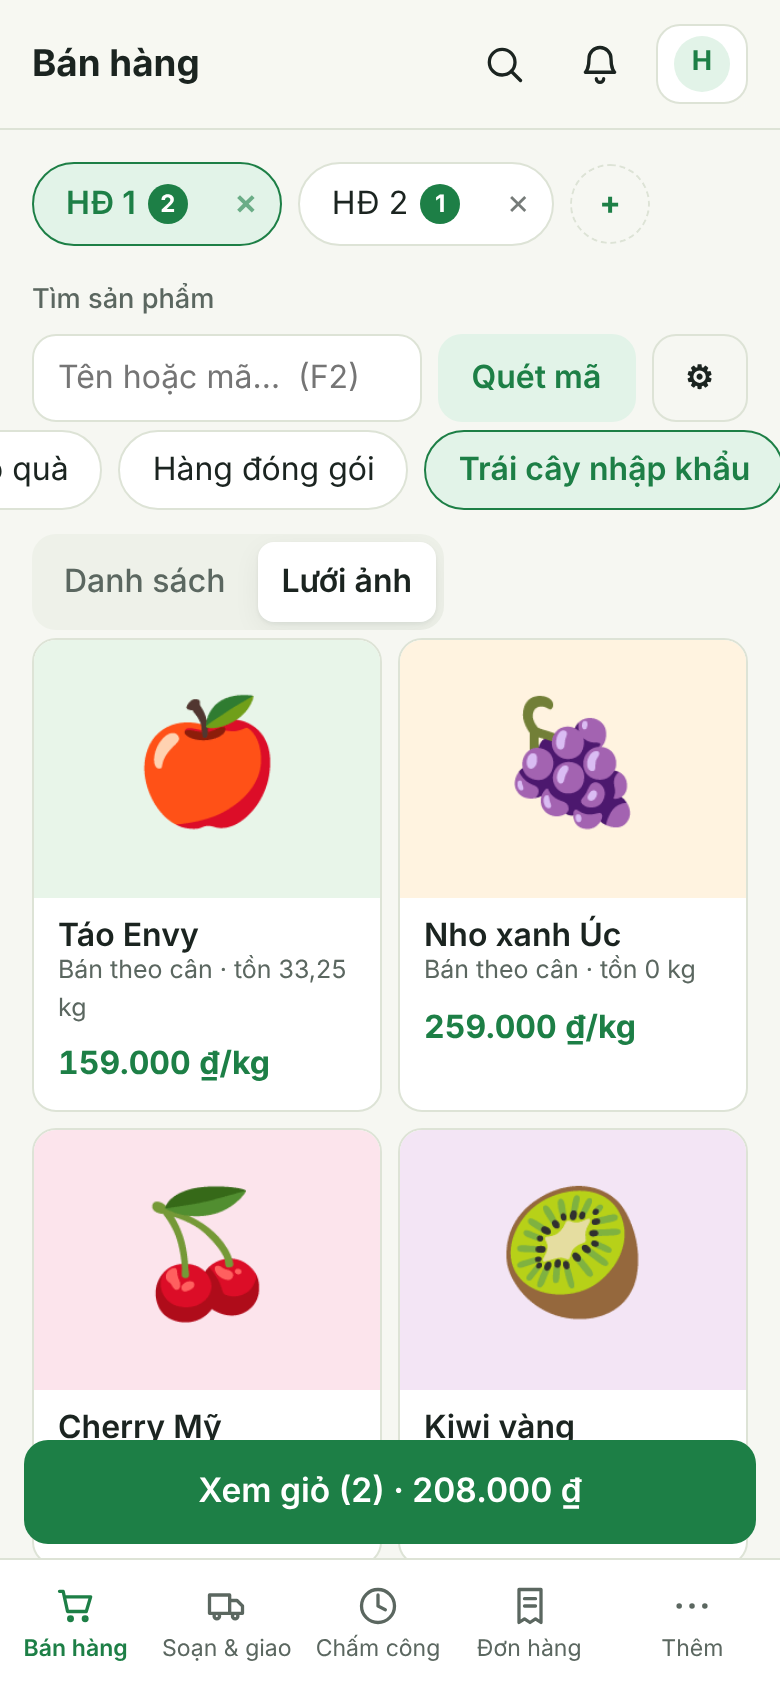 Bán hàng
H
HĐ 1 2 ×
HĐ 2 1 ×
+
Tìm sản phẩm
Tên hoặc mã... (F2)
Quét mã
quà
Hàng đóng gói
Trái cây nhập khẩu
Danh sách
Lưới ảnh
Táo Envy
Bán theo cân · tồn 33,25
kg
159.000 ₫/kg
Nho xanh Úc
Bán theo cân · tồn 0 kg
259.000 ₫/kg
Cherry Mỹ
Kiwi vàng
Xem giỏ (2) · 208.000 ₫
Bán hàng
Soạn & giao
Chấm công
Đơn hàng
Thêm